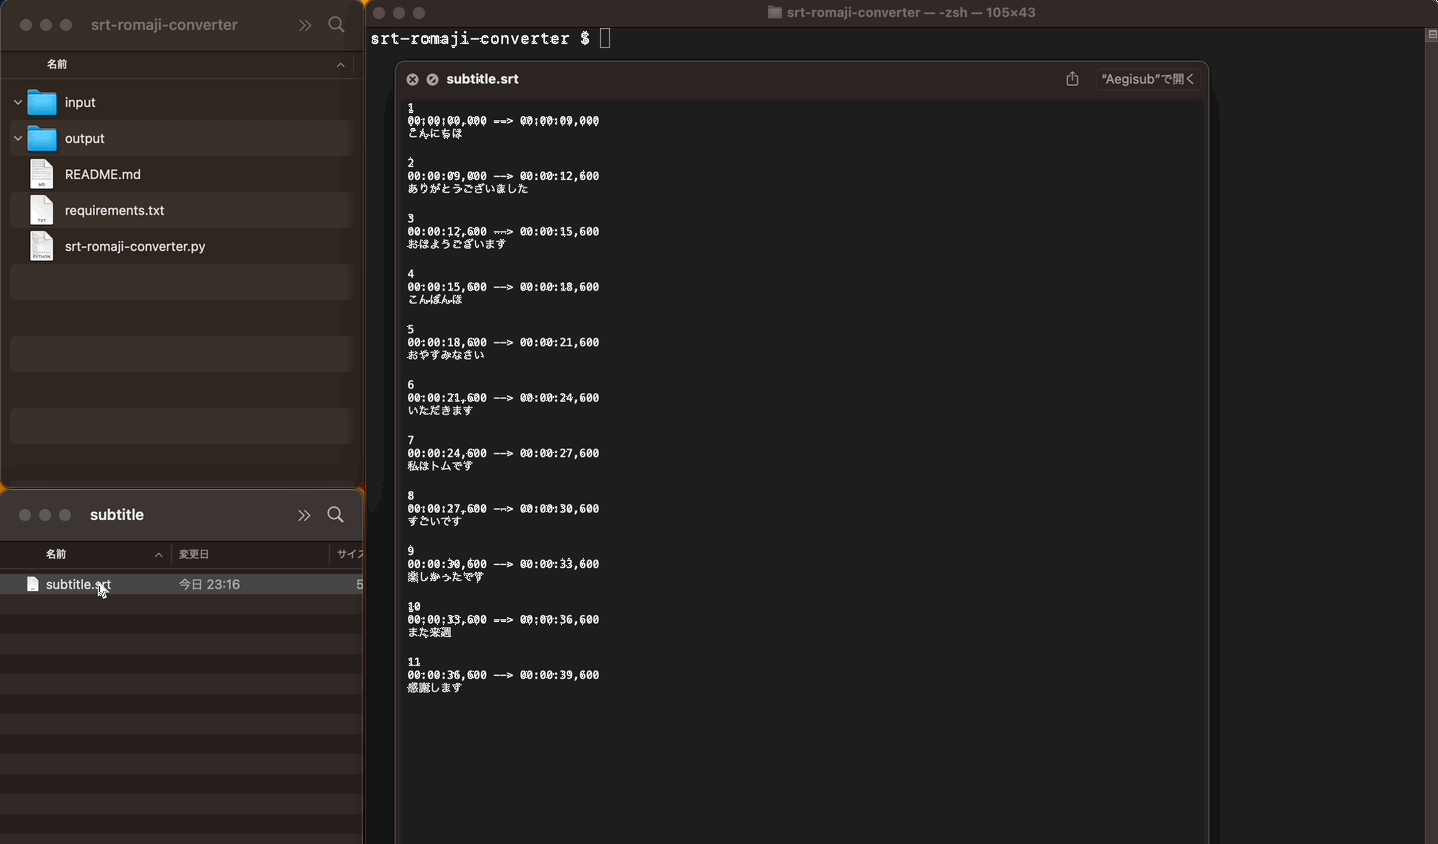 srt-romaji-converter
名前
input
output
README.md
requirements.txt
srt-romaji-converter.py
subtitle
名前 変更日 サイズ
subtitle.srt 今日 23:16 5
srt-romaji-converter — -zsh — 105×43
srt-romaji-converter $
subtitle.srt "Aegisub"で開く
1
00:00:00,000 --> 00:00:09,000
こんにちは
2
00:00:09,000 --> 00:00:12,600
ありがとうございました
3
00:00:12,600 --> 00:00:15,600
おはようございます
4
00:00:15,600 --> 00:00:18,600
こんばんは
5
00:00:18,600 --> 00:00:21,600
おやすみなさい
6
00:00:21,600 --> 00:00:24,600
いただきます
7
00:00:24,600 --> 00:00:27,600
私はトムです
8
00:00:27,600 --> 00:00:30,600
すごいです
9
00:00:30,600 --> 00:00:33,600
楽しかったです
10
00:00:33,600 --> 00:00:36,600
また来週
11
00:00:36,600 --> 00:00:39,600
感謝します